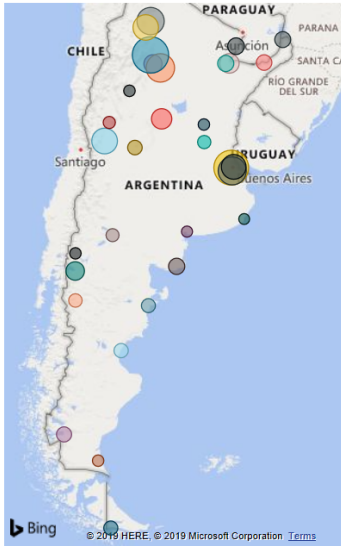 PARAGUAY
PARANA
CHILE
Asunción
SANTA CA
RÍO GRANDE
DEL SUR
Santiago
URUGUAY
ARGENTINA
Buenos Aires
Bing
© 2019 HERE, © 2019 Microsoft Corporation Terms